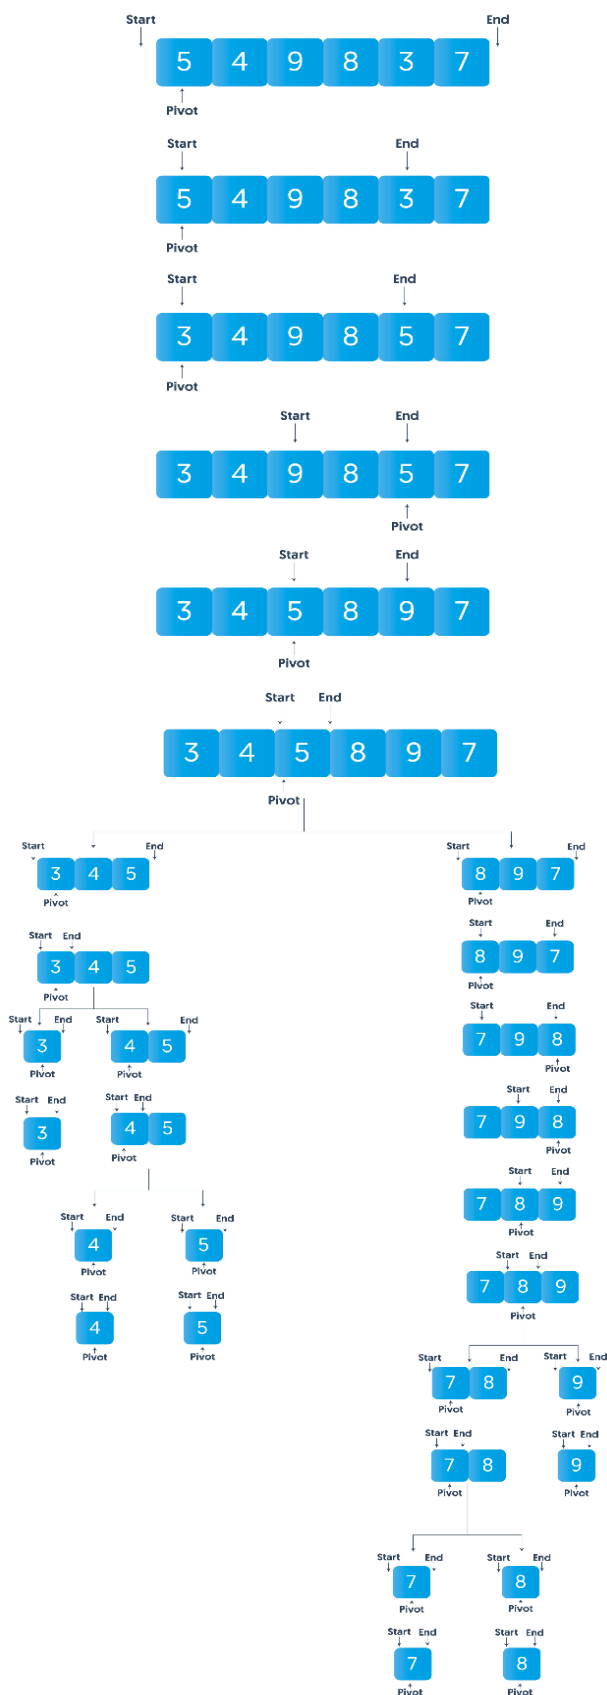 Start End
5 4 9 8 3 7
Pivot
Start End
5 4 9 8 3 7
Pivot
Start End
3 4 9 8 5 7
Pivot
Start End
3 4 9 8 5 7
Pivot
Start End
3 4 5 8 9 7
Pivot
Start End
3 4 5 8 9 7
Pivot
Start End Start End
3 4 5 8 9 7
Pivot Pivot
Start End Start End
3 4 5 8 9 7
Pivot Pivot
Start End Start End Start End
3 4 5 7 9 8
Pivot Pivot Pivot
Start End Start End Start End
3 4 5 7 9 8
Pivot Pivot Pivot
Start End Start End Start End
4 5 7 8 9
Pivot Pivot Pivot
Start End Start End Start End
4 5 7 8 9
Pivot Pivot Pivot
Start End Start End
7 8 9
Pivot Pivot
Start End Start End
7 8 9
Pivot Pivot
Start End Start End
7 8
Pivot Pivot
Start End Start End
7 8
Pivot Pivot